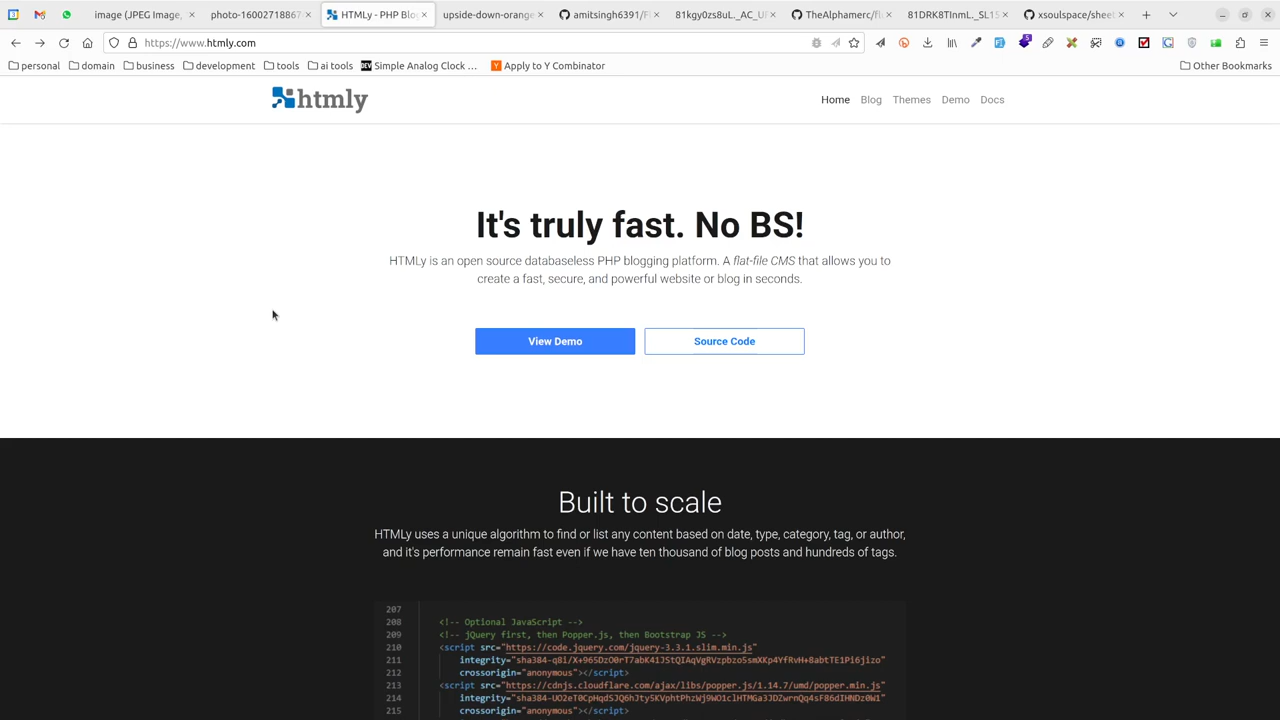 image (JPEG Image,
photo-1600271886?
HTMLy - PHP Blo
upside-down-orange
amitsingh6391/Fl
81kgy0zs8uL._AC_U
TheAlphamerc/fl
81DRK8TInmL._SL15
xsoulspace/sheet
https://www.htmly.com
personal
domain
business
development
tools
ai tools
DEV
Simple Analog Clock ...
Y
Apply to Y Combinator
Other Bookmarks
htmly
Home
Blog
Themes
Demo
Docs
It's truly fast. No BS!
HTMLy is an open source databaseless PHP blogging platform. A flat-file CMS that allows you to
create a fast, secure, and powerful website or blog in seconds.
View Demo
Source Code
Built to scale
HTMLy uses a unique algorithm to find or list any content based on date, type, category, tag, or author,
and it's performance remain fast even if we have ten thousand of blog posts and hundreds of tags.
207
208 <!-- Optional JavaScript -->
209 <!-- jQuery first, then Popper.js, then Bootstrap JS -->
210 <script src="https://code.jquery.com/jquery-3.3.1.slim.min.js"
211 integrity="sha384-q8i/X+965DzO0rT7abK41JStQIAqVgRVzpbzo5smXKp4YfRvH+8abtTE1Pi6jizo"
212 crossorigin="anonymous"></script>
213 <script src="https://cdnjs.cloudflare.com/ajax/libs/popper.js/1.14.7/umd/popper.min.js"
214 integrity="sha384-UO2eT0CpHqdSJQ6hJty5KVphtPhzWj9WO1clHTMGa3JDZwrnQq4sF86dIHNDz0W1"
215 crossorigin="anonymous"></script>